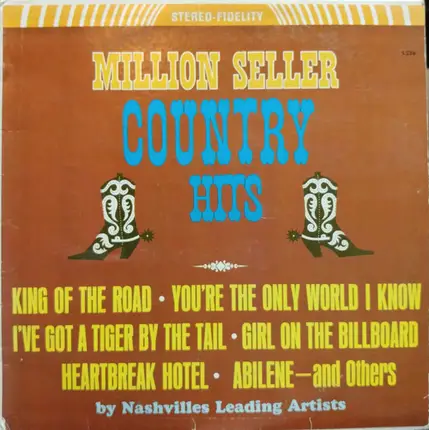 STEREO-FIDELITY
MILLION SELLER
COUNTRY
HITS
KING OF THE ROAD • YOU'RE THE ONLY WORLD I KNOW
I'VE GOT A TIGER BY THE TAIL • GIRL ON THE BILLBOARD
HEARTBREAK HOTEL • ABILENE—and Others
by Nashvilles Leading Artists